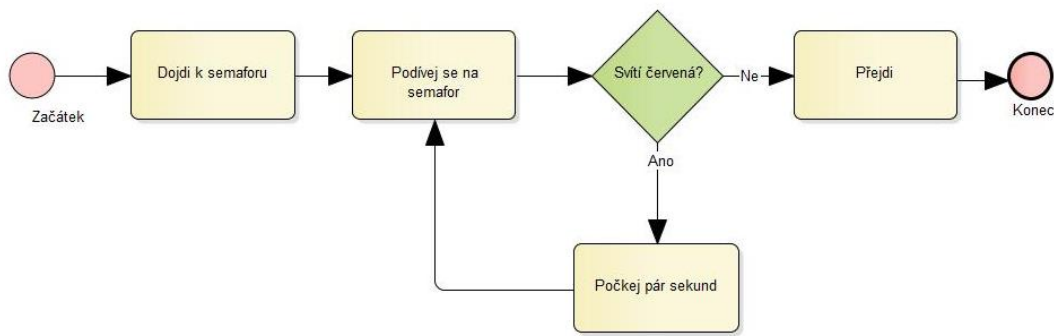 Začátek
Dojdi k semaforu
Podívej se na
semafor
Svítí červená?
Ne
Přejdi
Konec
Ano
Počkej pár sekund